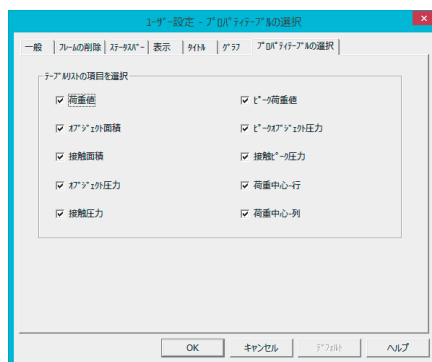 ﾕｰｻﾞｰ設定 - ﾌﾟﾛﾊﾟﾃｨﾃｰﾌﾞﾙの選択
一般 ﾌﾚｰﾑの削除 ｽﾃｰﾀｽﾊﾞｰ 表示 ﾀｲﾄﾙ ｸﾞﾗﾌ ﾌﾟﾛﾊﾟﾃｨﾃｰﾌﾞﾙの選択
ﾃｰﾌﾞﾙﾘｽﾄの項目を選択
荷重値 ﾋﾟｰｸ荷重値
ｵﾌﾞｼﾞｪｸﾄ面積 ﾋﾟｰｸｵﾌﾞｼﾞｪｸﾄ圧力
接触面積 接触ﾋﾟｰｸ圧力
ｵﾌﾞｼﾞｪｸﾄ圧力 荷重中心-行
接触圧力 荷重中心-列
OK ｷｬﾝｾﾙ ﾃﾞﾌｫﾙﾄ ﾍﾙﾌﾟ